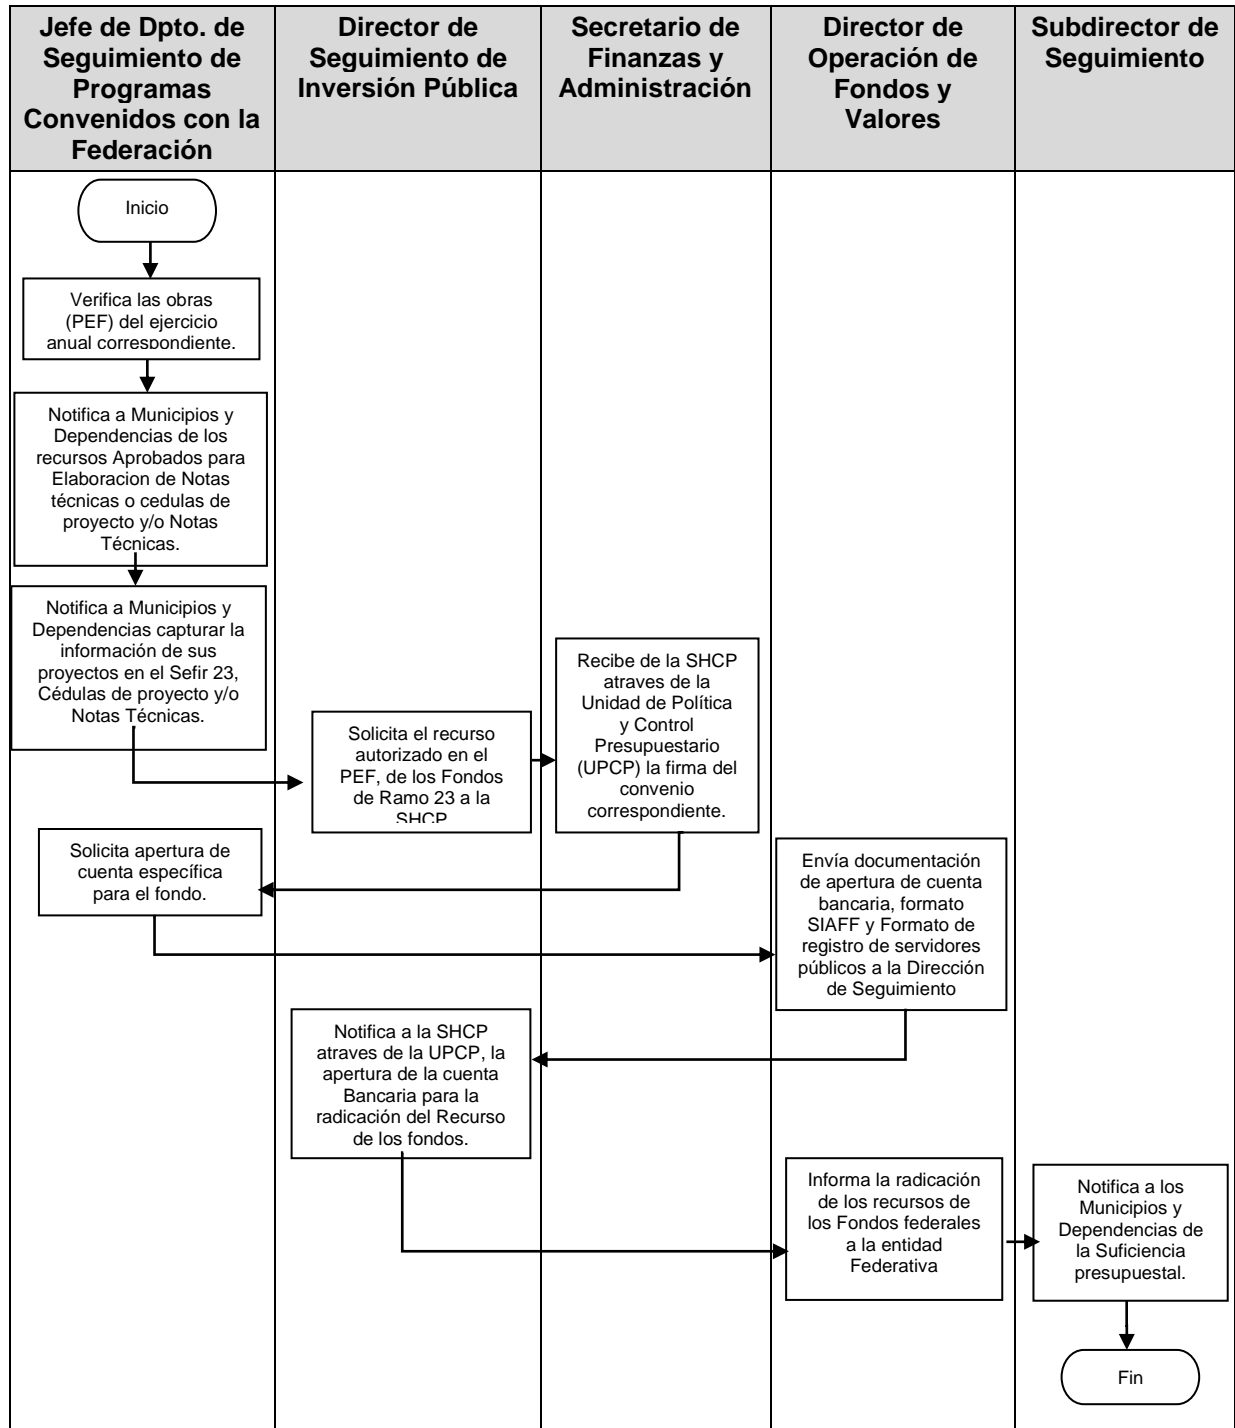 Jefe de Dpto. de
Seguimiento de
Programas
Convenidos con la
Federación
Director de
Seguimiento de
Inversión Pública
Secretario de
Finanzas y
Administración
Director de
Operación de
Fondos y
Valores
Subdirector de
Seguimiento
Inicio
Verifica las obras
(PEF) del ejercicio
anual correspondiente.
Notifica a Municipios y
Dependencias de los
recursos Aprobados para
Elaboracion de Notas
técnicas o cedulas de
proyecto y/o Notas
Técnicas.
Notifica a Municipios y
Dependencias capturar la
información de sus
proyectos en el Sefir 23,
Cédulas de proyecto y/o
Notas Técnicas.
Solicita el recurso
autorizado en el
PEF, de los Fondos
de Ramo 23 a la
SHCP
Recibe de la SHCP
atraves de la
Unidad de Política
y Control
Presupuestario
(UPCP) la firma del
convenio
correspondiente.
Solicita apertura de
cuenta específica
para el fondo.
Envía documentación
de apertura de cuenta
bancaria, formato
SIAFF y Formato de
registro de servidores
públicos a la Dirección
de Seguimiento
Notifica a la SHCP
atraves de la UPCP, la
apertura de la cuenta
Bancaria para la
radicación del Recurso
de los fondos.
Informa la radicación
de los recursos de
los Fondos federales
a la entidad
Federativa
Notifica a los
Municipios y
Dependencias de
la Suficiencia
presupuestal.
Fin